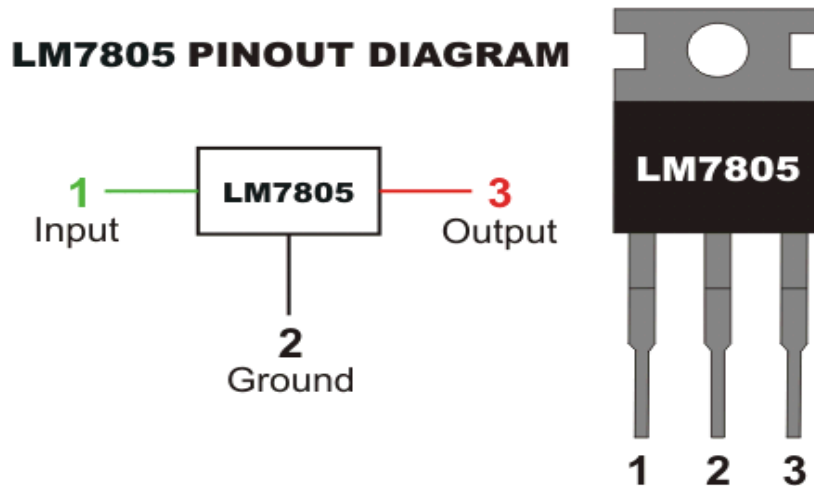 LM7805 PINOUT DIAGRAM
LM7805
1
Input
LM7805
3
Output
2
Ground
1 2 3